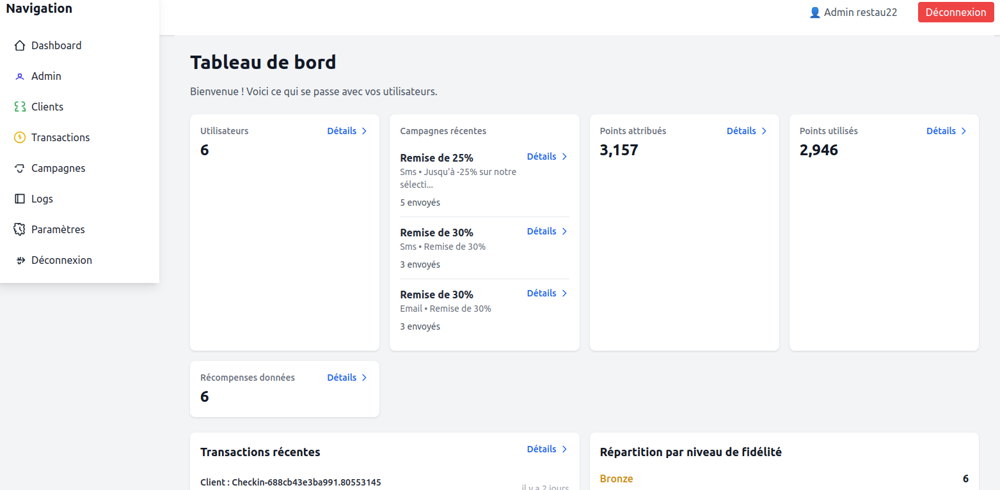 Navigation
Dashboard
Admin
Clients
Transactions
Campagnes
Logs
Paramètres
Déconnexion
Admin restau22
Déconnexion
Tableau de bord
Bienvenue ! Voici ce qui se passe avec vos utilisateurs.
Utilisateurs
Détails
6
Campagnes récentes
Remise de 25%
Détails
Sms • Jusqu'à -25% sur notre
sélecti...
5 envoyés
Remise de 30%
Détails
Sms • Remise de 30%
3 envoyés
Remise de 30%
Détails
Email • Remise de 30%
3 envoyés
Points attribués
Détails
3,157
Points utilisés
Détails
2,946
Récompenses données
Détails
6
Transactions récentes
Détails
Client : Checkin-688cb43e3ba991.80553145
il y a 2 jours
Répartition par niveau de fidélité
Bronze
6